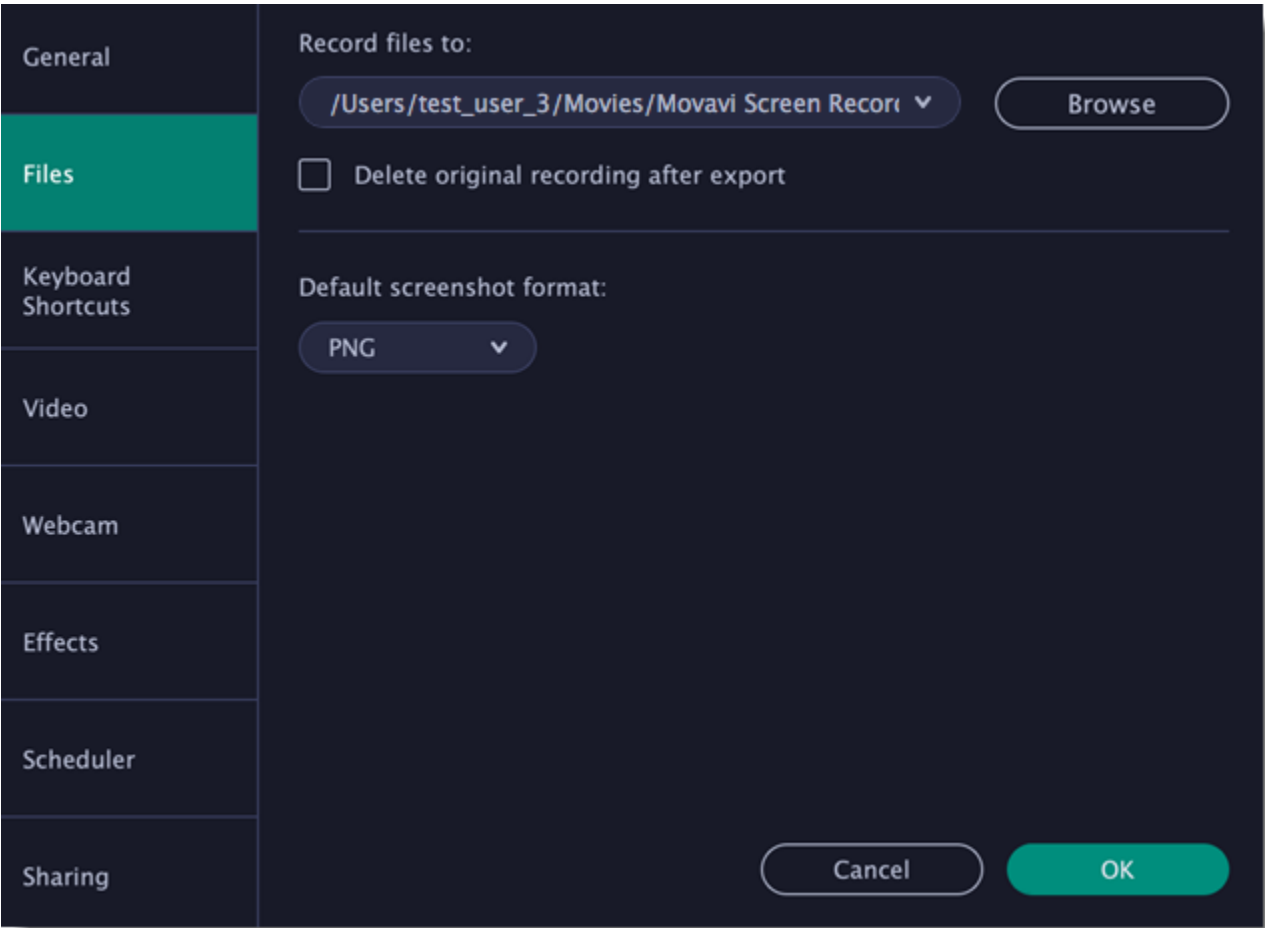 General
Files
Keyboard
Shortcuts
Video
Webcam
Effects
Scheduler
Sharing
Record files to:
/Users/test_user_3/Movies/Movavi Screen Recor
Browse
Delete original recording after export
Default screenshot format:
PNG
Cancel
OK